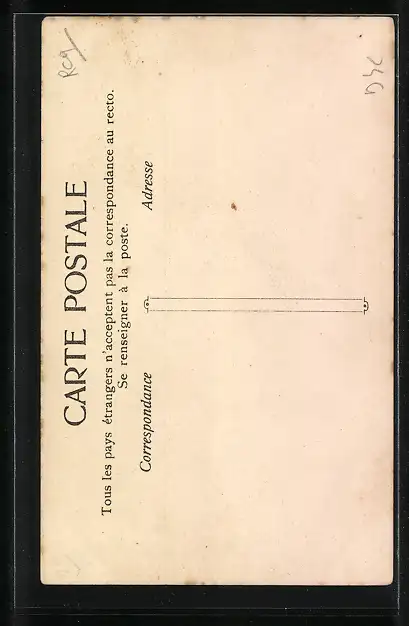 CARTE POSTALE
Tous les pays étrangers n'acceptent pas la correspondance au recto.
Se renseigner à la poste.
Correspondance
Adresse